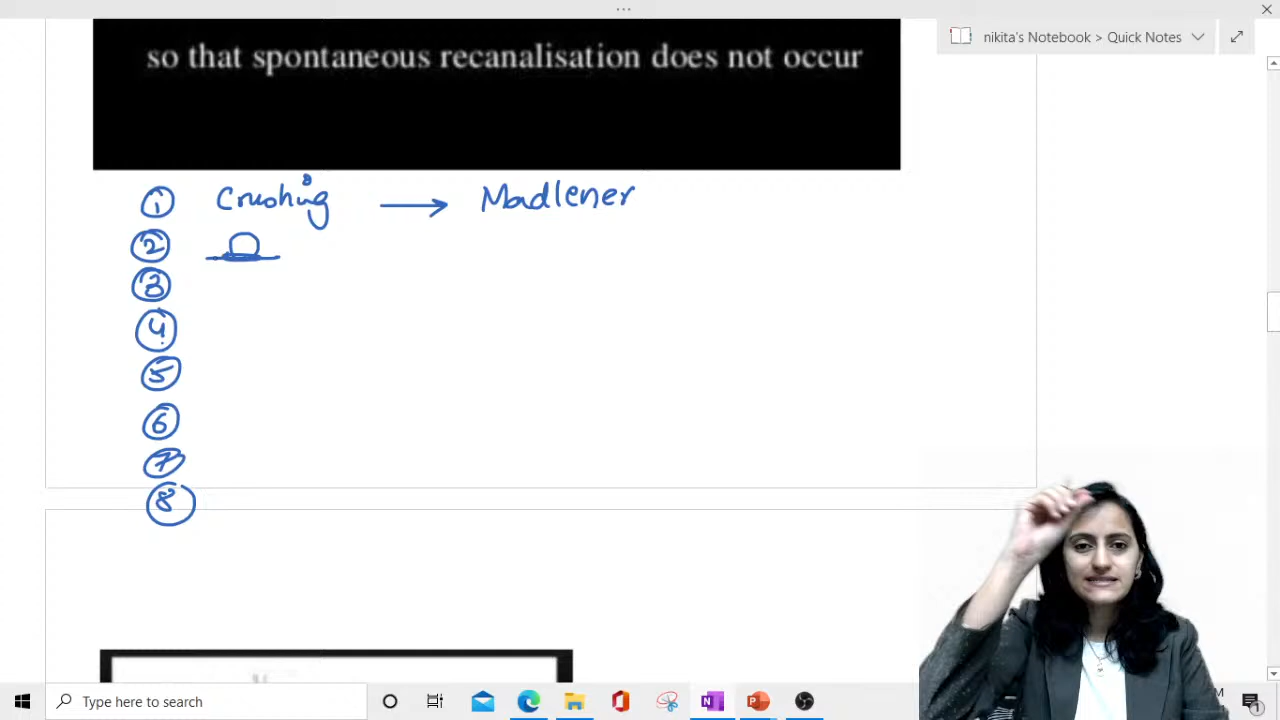 ...
nikita's Notebook > Quick Notes
so that spontaneous recanalisation does not occur
① Crushing → Madlener
②
③
④
⑤
⑥
⑦
⑧
Type here to search